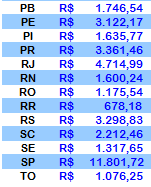 PB R$ 1.746,54
PE R$ 3.122,17
PI R$ 1.635,77
PR R$ 3.361,46
RJ R$ 4.714,99
RN R$ 1.600,24
RO R$ 1.175,54
RR R$ 678,18
RS R$ 3.298,83
SC R$ 2.212,46
SE R$ 1.317,65
SP R$ 11.801,72
TO R$ 1.076,25